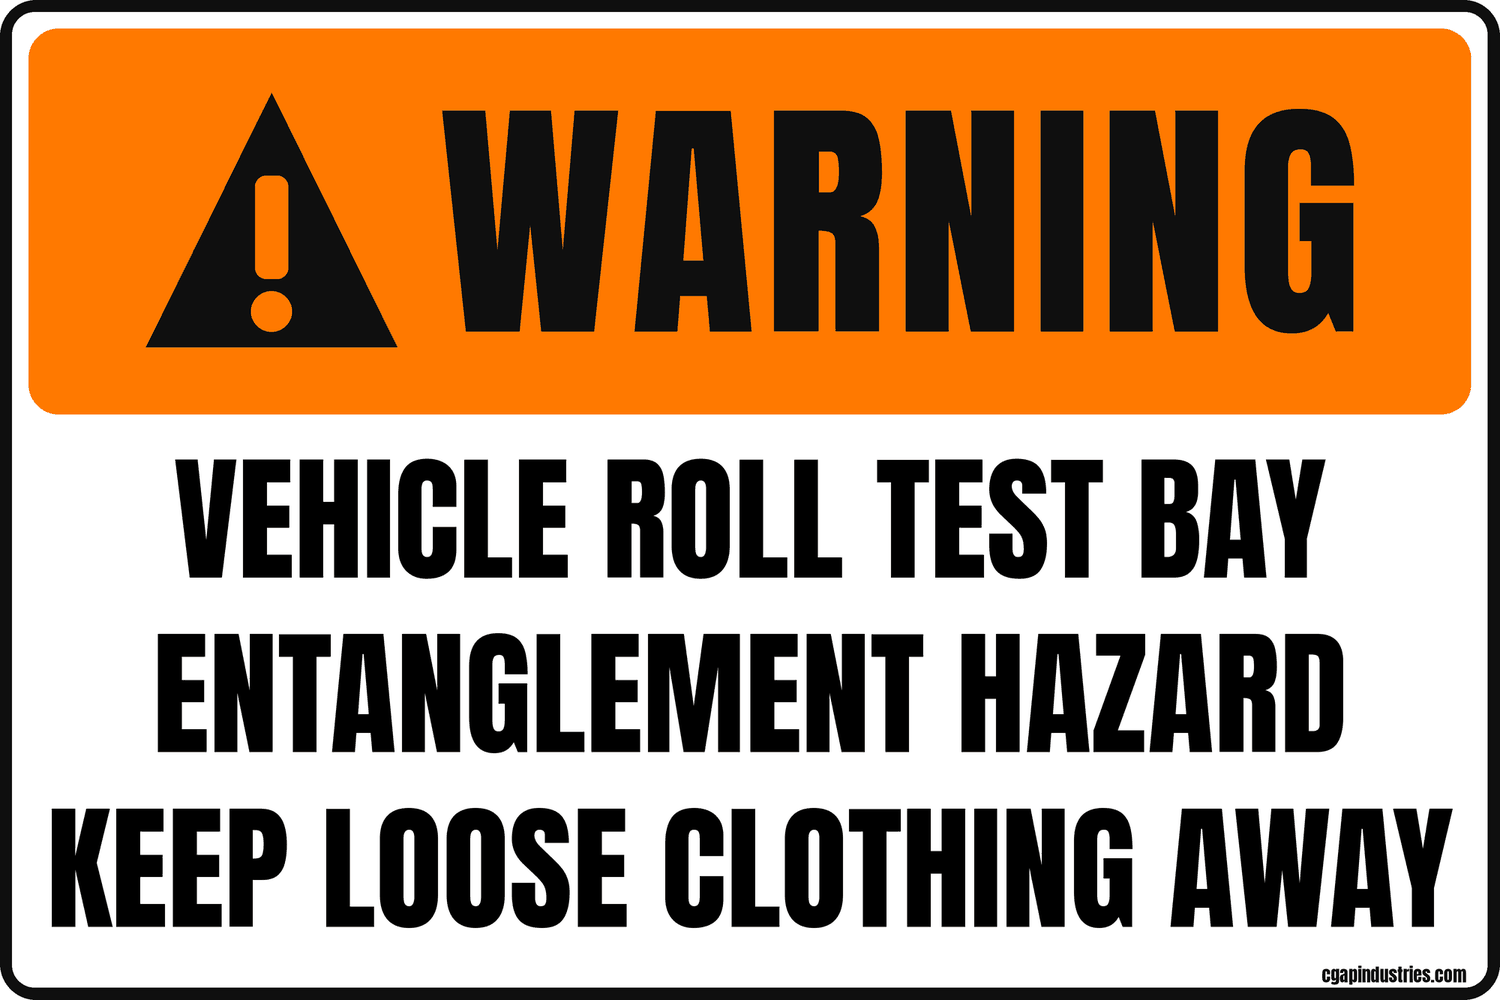 WARNING
VEHICLE ROLL TEST BAY
ENTANGLEMENT HAZARD
KEEP LOOSE CLOTHING AWAY
cgapindustries.com